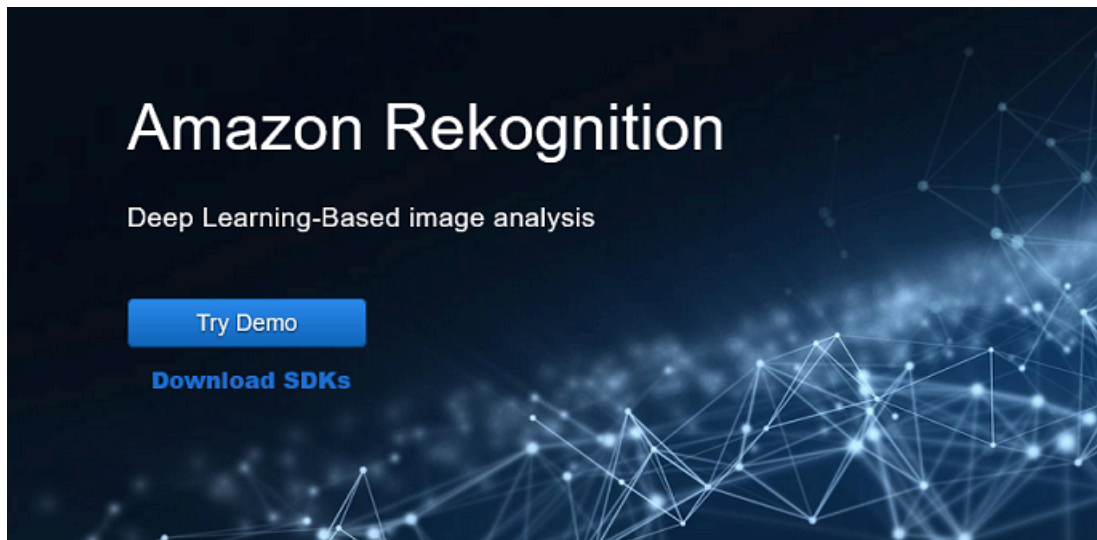 Amazon Rekognition
Deep Learning-Based image analysis
Try Demo
Download SDKs